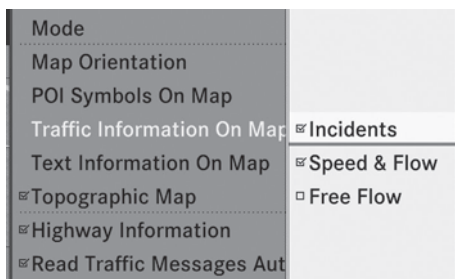 Mode
Map Orientation
POI Symbols On Map
Traffic Information On Map
Incidents
Text Information On Map
Speed & Flow
Topographic Map
Free Flow
Highway Information
Read Traffic Messages Aut